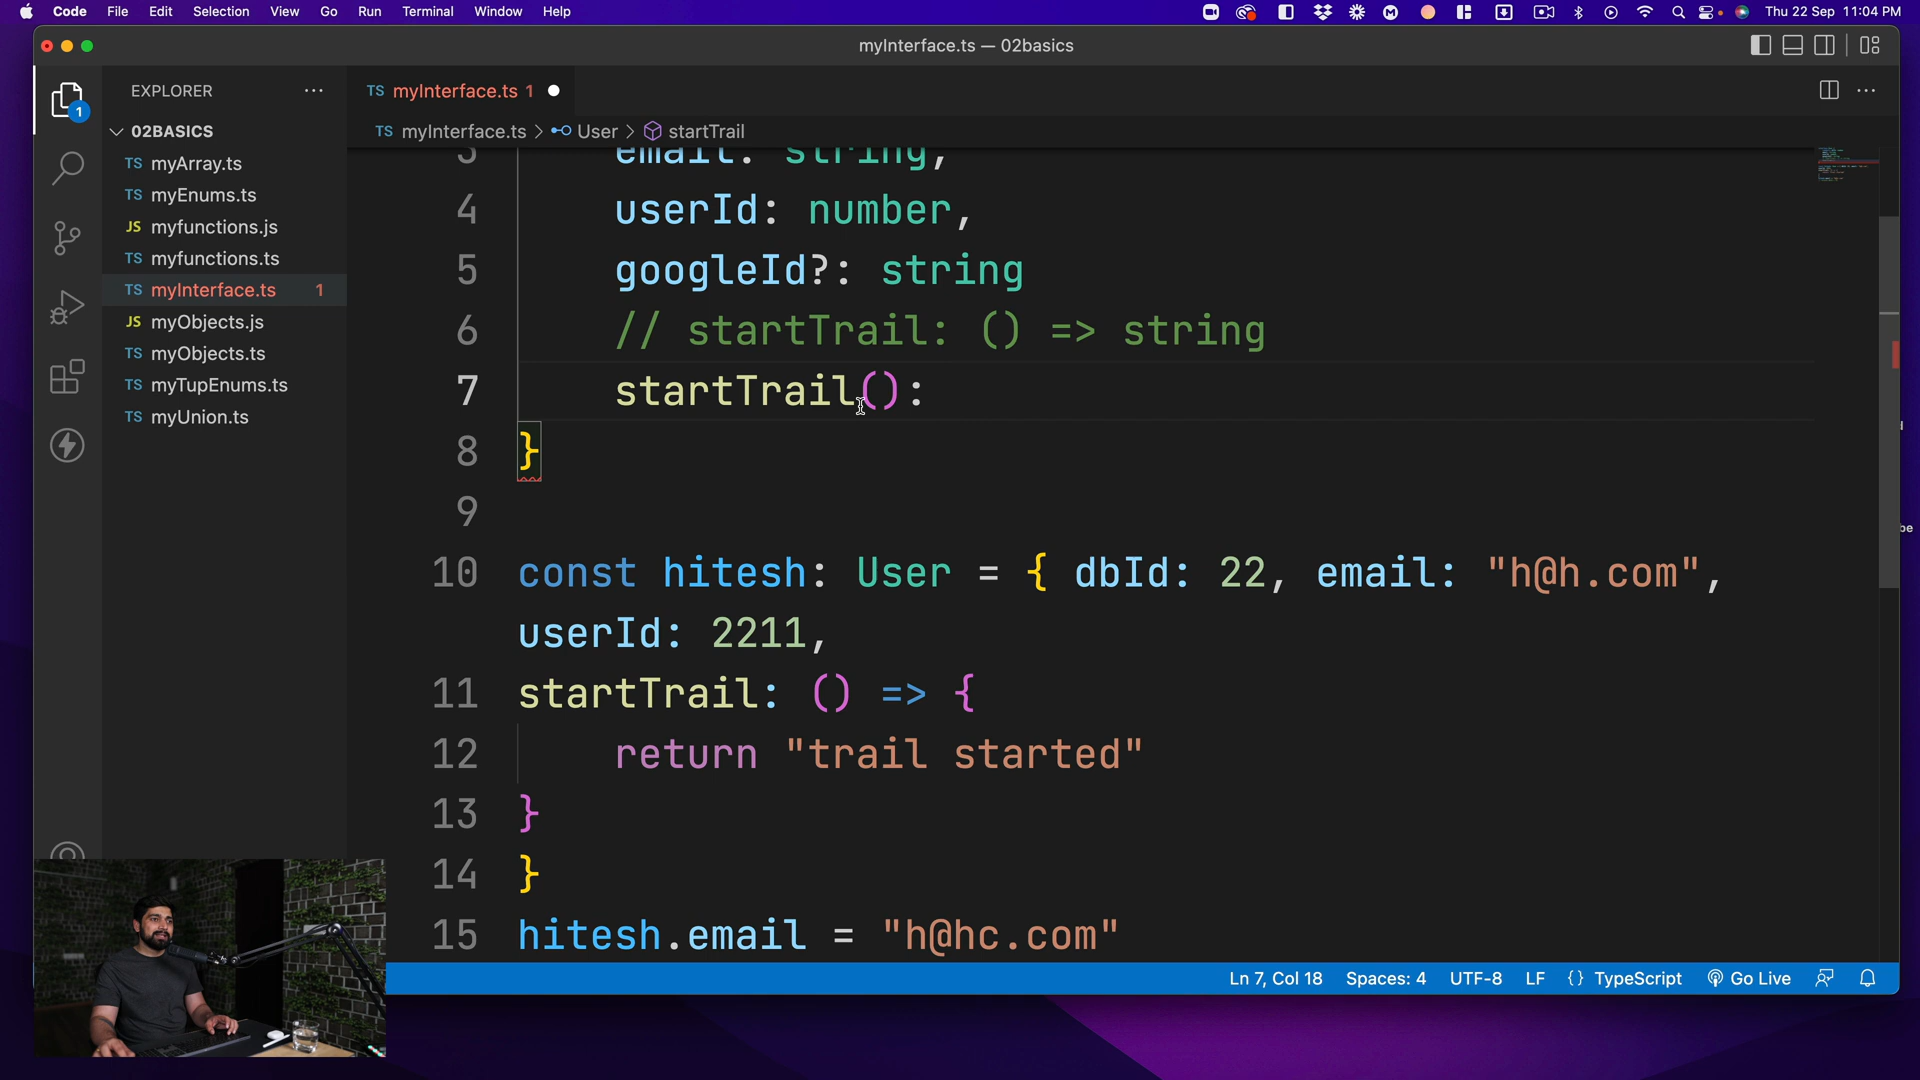 Code File Edit Selection View Go Run Terminal Window Help Thu 22 Sep 11:04 PM
myInterface.ts — 02basics
EXPLORER
02BASICS
TS myArray.ts
TS myEnums.ts
JS myfunctions.js
TS myfunctions.ts
TS myInterface.ts 1
JS myObjects.js
TS myObjects.ts
TS myTupEnums.ts
TS myUnion.ts
1
TS myInterface.ts 1
TS myInterface.ts > User > startTrail
3 email: string,
4 userId: number,
5 googleId?: string
6 // startTrail: () => string
7 startTrail():
8 }
9
10 const hitesh: User = { dbId: 22, email: "h@h.com",
userId: 2211,
11 startTrail: () => {
12 return "trail started"
13 }
14 }
15 hitesh.email = "h@hc.com"
Ln 7, Col 18 Spaces: 4 UTF-8 LF {} TypeScript Go Live